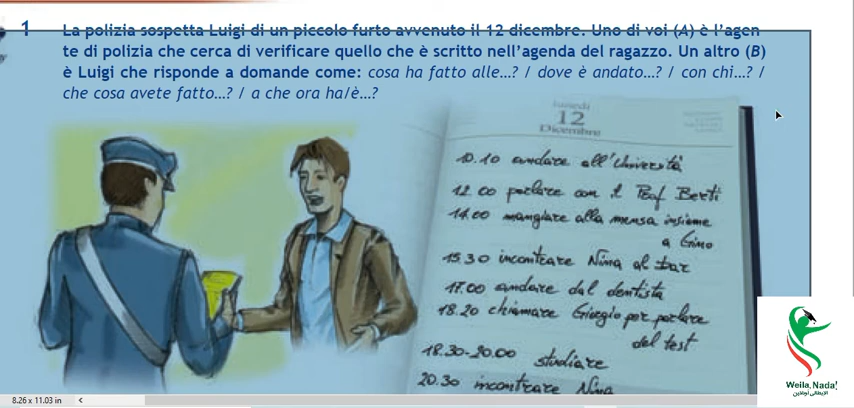 1 La polizia sospetta Luigi di un piccolo furto avvenuto il 12 dicembre. Uno di voi (A) è l'agen
te di polizia che cerca di verificare quello che è scritto nell'agenda del ragazzo. Un altro (B)
è Luigi che risponde a domande come: cosa ha fatto alle...? / dove è andato...? / con chi...? /
che cosa avete fatto...? / a che ora ha/è...?
lunedì
12
Dicembre
10.10 andare all'Università
12.00 parlare con il Prof Berti
14.00 mangiare alla mensa insieme
a Gino
15.30 incontrare Nina al bar
17.00 andare dal dentista
18.20 chiamare Giorgio per parlare
del test
18.30-20.00 studiare
20.30 incontrare Nina
Weila, Nada!
الإيطالي أونلاين
8.26 x 11.03 in